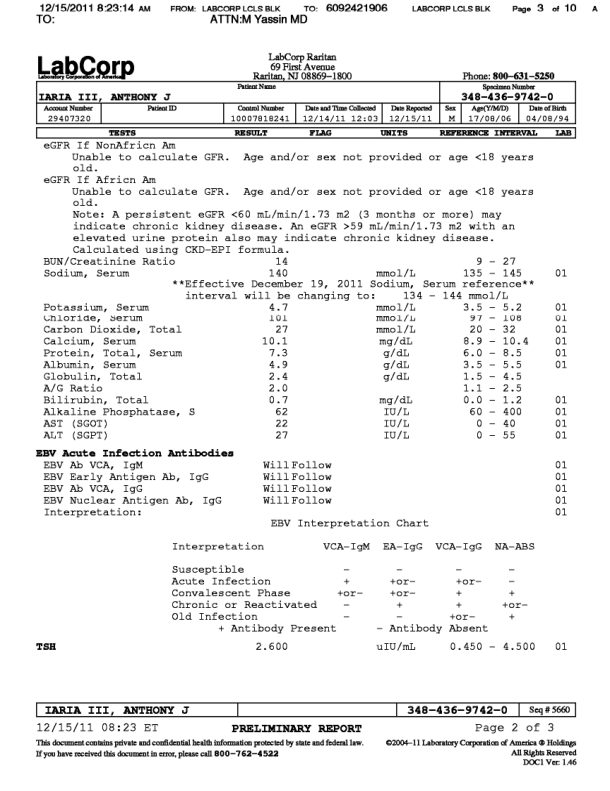 12/15/2011 8:23:14 AM FROM: LABCORP LCLS BLK TO: 6092421906 LABCORP LCLS BLK Page 3 of 10 A
TO: ATTN:M Yassin MD
LabCorp
Laboratory Corporation of America
LabCorp Raritan
69 First Avenue
Raritan, NJ 08869-1800
Phone: 800-631-5250
Patient Name Specimen Number
IARIA III, ANTHONY J 348-436-9742-0
Account Number Patient ID Control Number Date and Time Collected Date Reported Sex Age(Y/M/D) Date of Birth
29407320 10007818241 12/14/11 12:03 12/15/11 M 17/08/06 04/08/94
TESTS RESULT FLAG UNITS REFERENCE INTERVAL LAB
eGFR If NonAfricn Am
Unable to calculate GFR. Age and/or sex not provided or age <18 years
old.
eGFR If Africn Am
Unable to calculate GFR. Age and/or sex not provided or age <18 years
old.
Note: A persistent eGFR <60 mL/min/1.73 m2 (3 months or more) may
indicate chronic kidney disease. An eGFR >59 mL/min/1.73 m2 with an
elevated urine protein also may indicate chronic kidney disease.
Calculated using CKD-EPI formula.
BUN/Creatinine Ratio 14 9 - 27
Sodium, Serum 140 mmol/L 135 - 145 01
**Effective December 19, 2011 Sodium, Serum reference**
interval will be changing to: 134 - 144 mmol/L
Potassium, Serum 4.7 mmol/L 3.5 - 5.2 01
Chloride, Serum 101 mmol/L 97 - 108 01
Carbon Dioxide, Total 27 mmol/L 20 - 32 01
Calcium, Serum 10.1 mg/dL 8.9 - 10.4 01
Protein, Total, Serum 7.3 g/dL 6.0 - 8.5 01
Albumin, Serum 4.9 g/dL 3.5 - 5.5 01
Globulin, Total 2.4 g/dL 1.5 - 4.5
A/G Ratio 2.0 1.1 - 2.5
Bilirubin, Total 0.7 mg/dL 0.0 - 1.2 01
Alkaline Phosphatase, S 62 IU/L 60 - 400 01
AST (SGOT) 22 IU/L 0 - 40 01
ALT (SGPT) 27 IU/L 0 - 55 01
EBV Acute Infection Antibodies
EBV Ab VCA, IgM Will Follow 01
EBV Early Antigen Ab, IgG Will Follow 01
EBV Ab VCA, IgG Will Follow 01
EBV Nuclear Antigen Ab, IgG Will Follow 01
Interpretation: 01
EBV Interpretation Chart
Interpretation VCA-IgM EA-IgG VCA-IgG NA-ABS
Susceptible - - - -
Acute Infection + +or- +or- -
Convalescent Phase +or- +or- + +
Chronic or Reactivated - + + +or-
Old Infection - - +or- +
+ Antibody Present - Antibody Absent
TSH 2.600 uIU/mL 0.450 - 4.500 01
IARIA III, ANTHONY J 348-436-9742-0 Seq # 5660
12/15/11 08:23 ET PRELIMINARY REPORT Page 2 of 3
This document contains private and confidential health information protected by state and federal law.
If you have received this document in error, please call 800-762-4522
©2004-11 Laboratory Corporation of America ® Holdings
All Rights Reserved
DOC1 Ver: 1.46